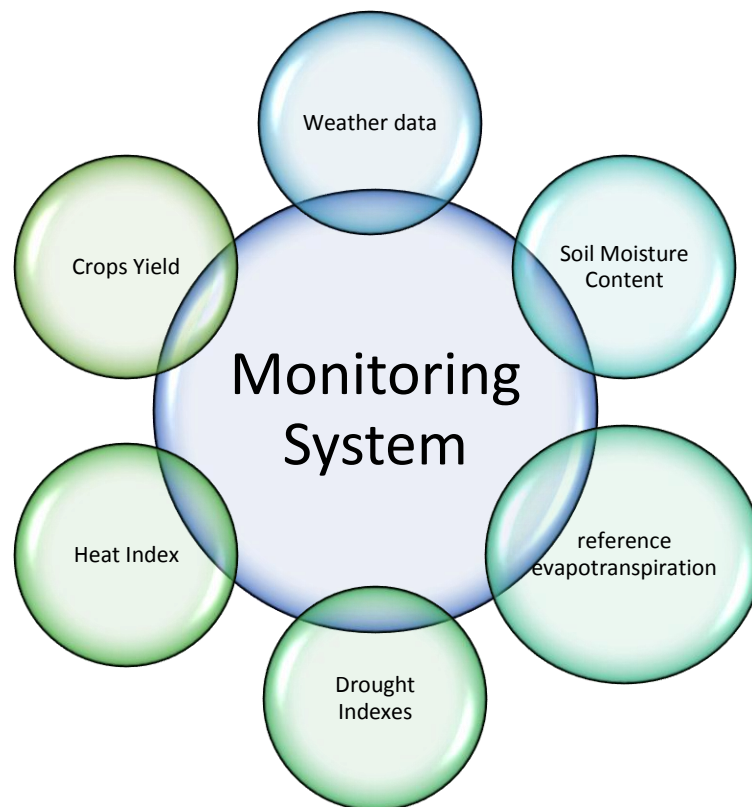 Weather data
Soil Moisture
Content
reference
evapotranspiration
Drought
Indexes
Heat Index
Crops Yield
Monitoring
System